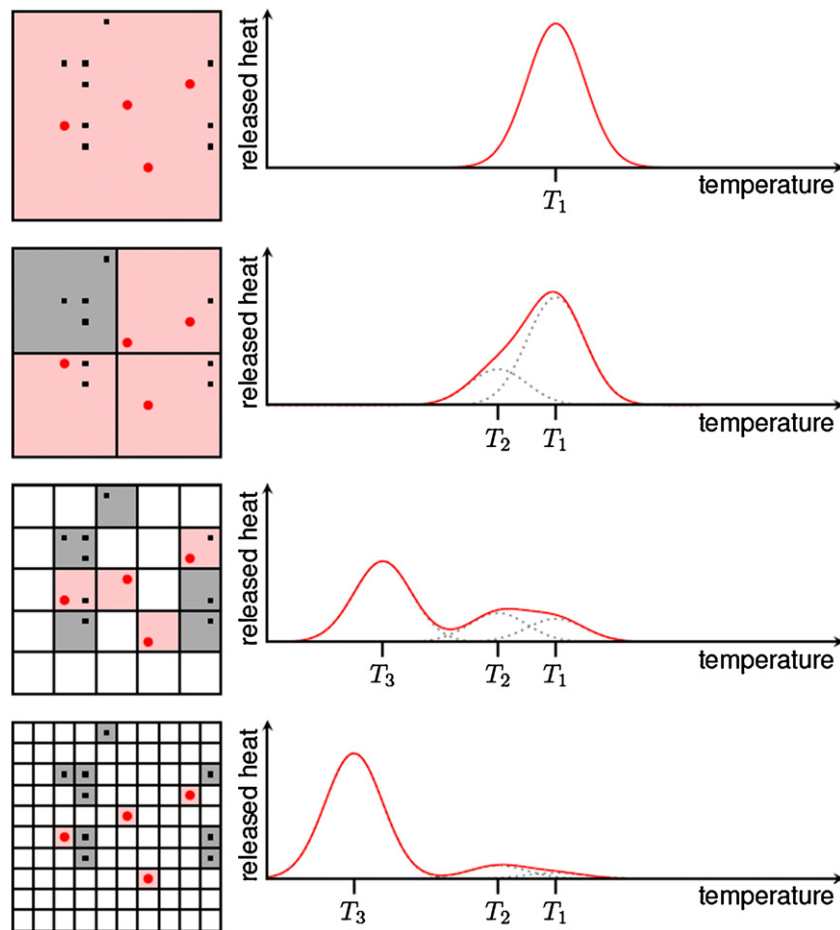 released heat
temperature
T1
released heat
temperature
T2 T1
released heat
temperature
T3 T2 T1
released heat
temperature
T3 T2 T1